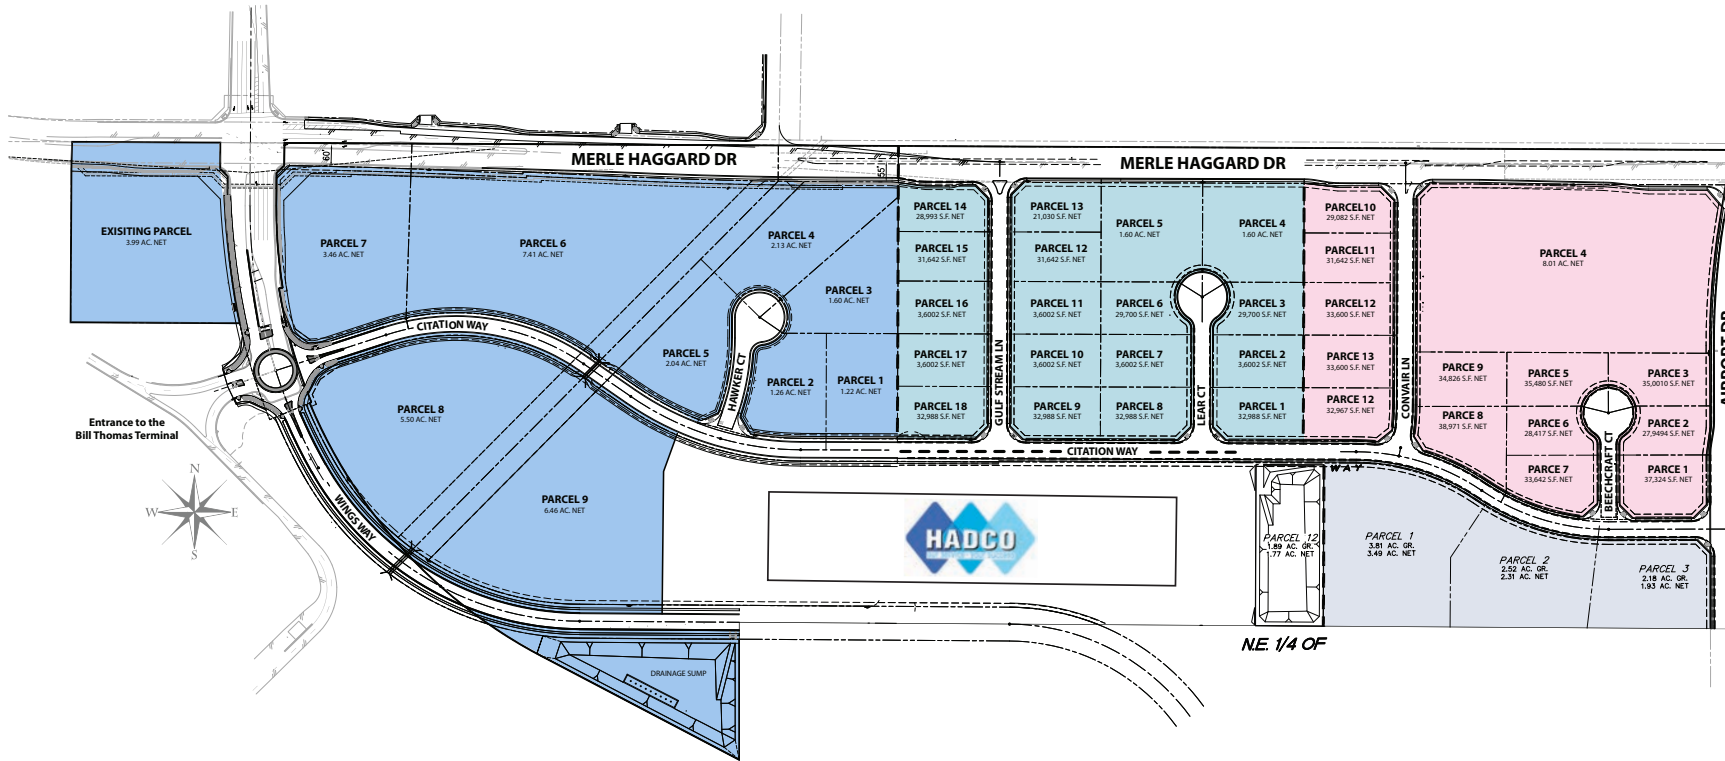 MERLE HAGGARD DR
MERLE HAGGARD DR
60'
55'
EXISITING PARCEL
3.99 AC. NET
PARCEL 7
3.46 AC. NET
PARCEL 6
7.41 AC. NET
PARCEL 4
2.13 AC. NET
PARCEL 3
1.60 AC. NET
PARCEL 5
2.04 AC. NET
PARCEL 2
1.26 AC. NET
PARCEL 1
1.22 AC. NET
HAWKER CT
CITATION WAY
PARCEL 8
5.50 AC. NET
PARCEL 9
6.46 AC. NET
WINGS WAY
DRAINAGE SUMP
Entrance to the
Bill Thomas Terminal
N
W
E
S
PARCEL 14
28,993 S.F. NET
PARCEL 15
31,642 S.F. NET
PARCEL 16
3,6002 S.F. NET
PARCEL 17
3,6002 S.F. NET
PARCEL 18
32,988 S.F. NET
GULF STREAM LN
PARCEL 13
21,030 S.F. NET
PARCEL 12
31,642 S.F. NET
PARCEL 11
3,6002 S.F. NET
PARCEL 10
3,6002 S.F. NET
PARCEL 9
32,988 S.F. NET
PARCEL 5
1.60 AC. NET
PARCEL 6
29,700 S.F. NET
PARCEL 7
3,6002 S.F. NET
PARCEL 8
32,988 S.F. NET
LEAR CT
PARCEL 4
1.60 AC. NET
PARCEL 3
29,700 S.F. NET
PARCEL 2
3,6002 S.F. NET
PARCEL 1
32,988 S.F. NET
PARCEL10
29,082 S.F. NET
PARCEL11
31,642 S.F. NET
PARCEL12
33,600 S.F. NET
PARCE 13
33,600 S.F. NET
PARCE 12
32,967 S.F. NET
CONVAIR LN
PARCEL 4
8.01 AC. NET
PARCE 9
34,826 S.F. NET
PARCE 8
38,971 S.F. NET
PARCE 5
35,480 S.F. NET
PARCE 6
28,417 S.F. NET
PARCE 7
33,642 S.F. NET
BEECHCRAFT CT
PARCE 3
35,0010 S.F. NET
PARCE 2
27,9494 S.F. NET
PARCE 1
37,324 S.F. NET
AIRPORT DR
CITATION WAY
WAY
HADCO
PARCEL 12
1.89 AC. GR.
1.77 AC. NET
PARCEL 1
3.81 AC. GR.
3.49 AC. NET
PARCEL 2
2.52 AC. GR.
2.31 AC. NET
PARCEL 3
2.18 AC. GR.
1.93 AC. NET
N.E. 1/4 OF